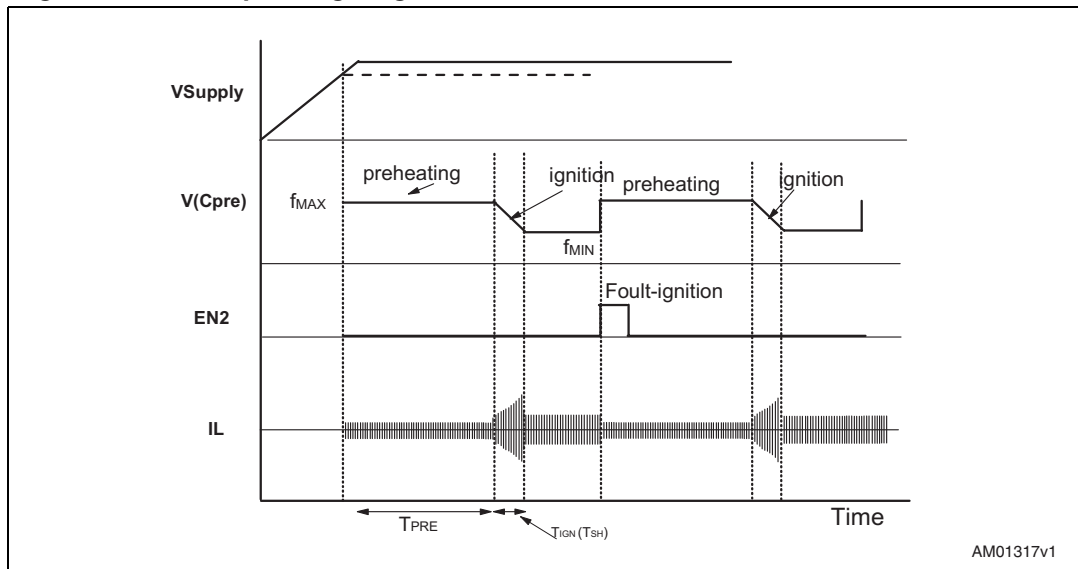 VSupply
preheating
ignition
preheating
ignition
V(Cpre)
fMAX
fMIN
Foult-ignition
EN2
IL
TPRE
TIGN (TSH)
Time
AM01317v1